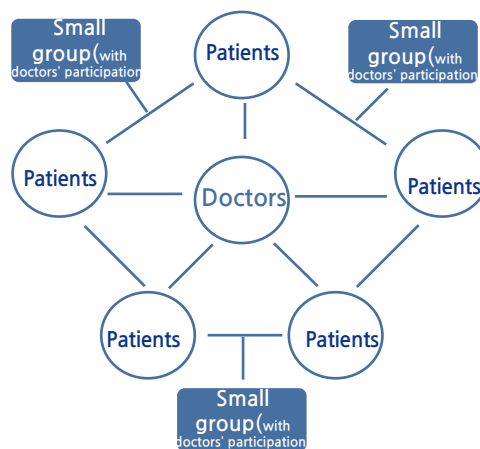 Small
group(with
doctors' participation
Small
group(with
doctors' participation
Patients
Patients
Doctors
Patients
Patients
Patients
Small
group(with
doctors' participation